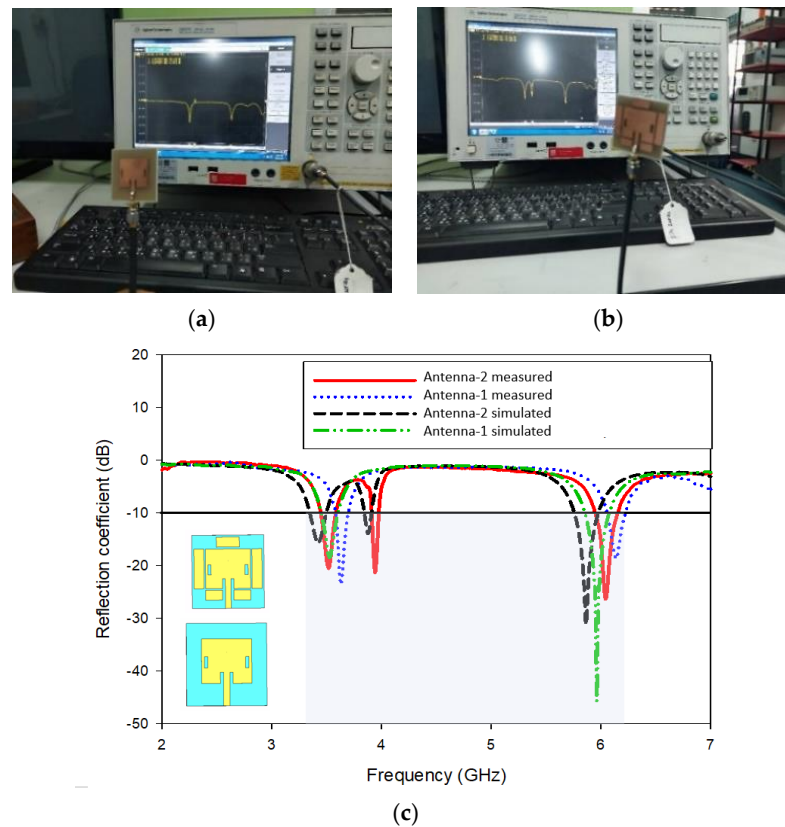 (a)
(b)
20
10
0
-10
-20
-30
-40
-50
Reflection coefficient (dB)
Antenna-2 measured
Antenna-1 measured
Antenna-2 simulated
Antenna-1 simulated
2
3
4
5
6
7
Frequency (GHz)
(c)